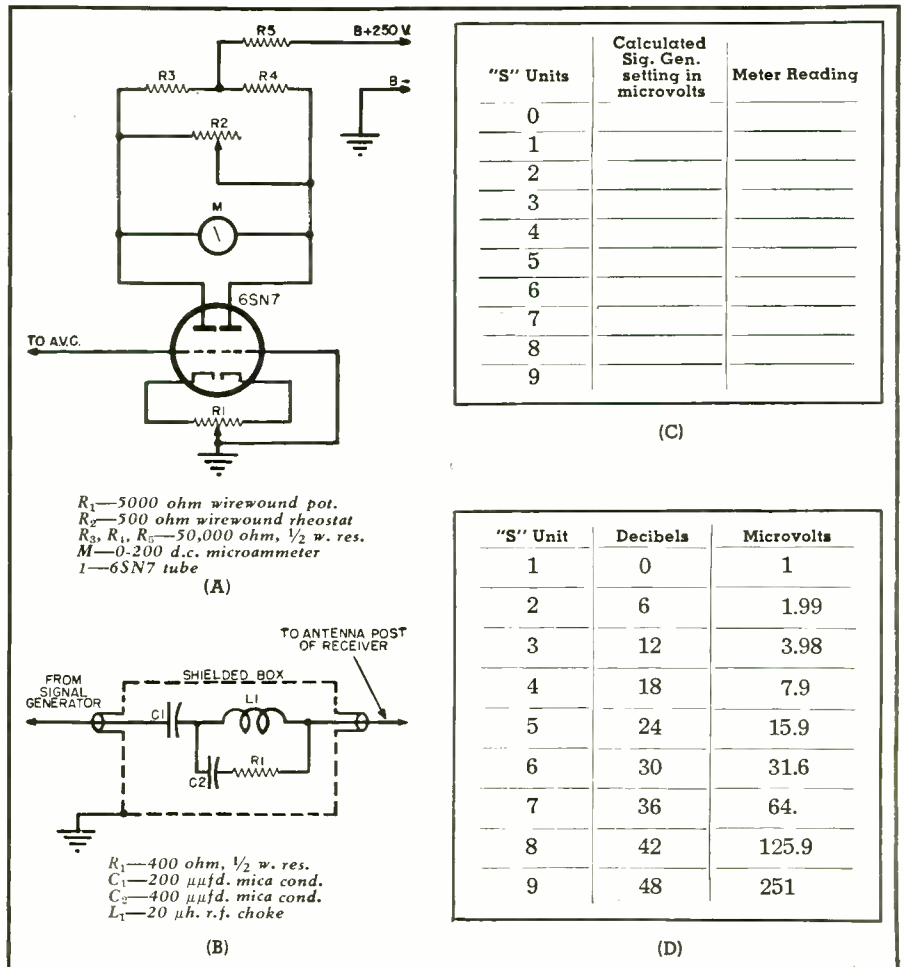 R5
B+250 V.
R3
R4
B-
R2
M
6SN7
TO A.V.C.
R1
R₁—5000 ohm wirewound pot.
R₂—500 ohm wirewound rheostat
R₃, R₄, R₅—50,000 ohm, ½ w. res.
M—0-200 d.c. microammeter
1—6SN7 tube
(A)
TO ANTENNA POST
OF RECEIVER
FROM
SIGNAL
GENERATOR
SHIELDED BOX
C1
L1
C2
R1
R₁—400 ohm, ½ w. res.
C₁—200 μμfd. mica cond.
C₂—400 μμfd. mica cond.
L₁—20 μh. r.f. choke
(B)
"S" Units
Calculated
Sig. Gen.
setting in
microvolts
Meter Reading
0
1
2
3
4
5
6
7
8
9
(C)
"S" Unit Decibels Microvolts
1 0 1
2 6 1.99
3 12 3.98
4 18 7.9
5 24 15.9
6 30 31.6
7 36 64.
8 42 125.9
9 48 251
(D)